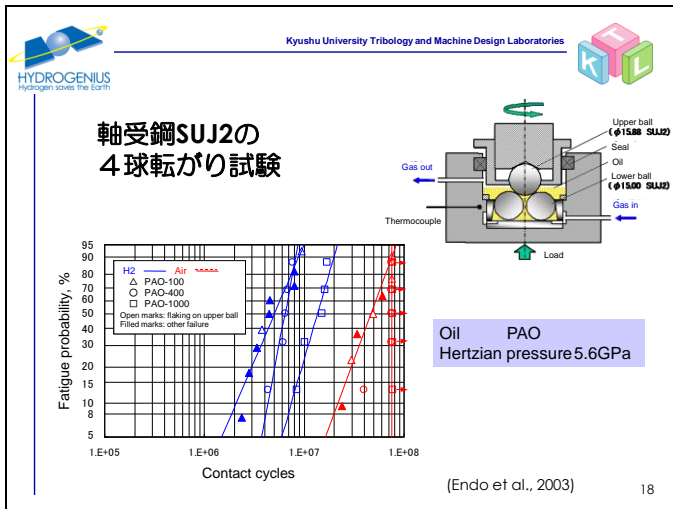 Kyushu University Tribology and Machine Design Laboratories
HYDROGENIUS
Hydrogen saves the Earth
K T L
軸受鋼SUJ2の
４球転がり試験
Upper ball
(φ15.88 SUJ2)
Seal
Oil
Lower ball
(φ15.00 SUJ2)
Gas out
Gas in
Thermocouple
Load
Fatigue probability, %
95
90
80
70
60
50
40
30
20
15
10
8
5
H2 Air
PAO-100
PAO-400
PAO-1000
Open marks: flaking on upper ball
Filled marks: other failure
1.E+05 1.E+06 1.E+07 1.E+08
Contact cycles
Oil PAO
Hertzian pressure 5.6GPa
(Endo et al., 2003)
18